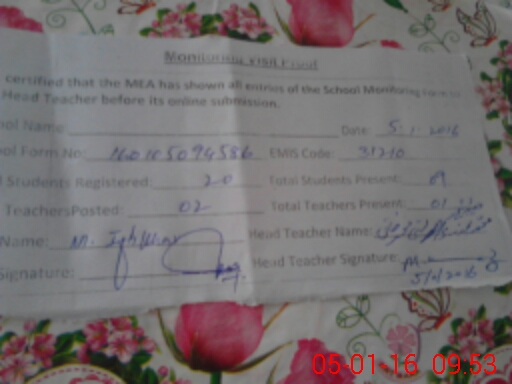 Monitoring Visit Proof
certified that the MEA has shown all entries of the School Monitoring Form to
Head Teacher before its online submission.
ool Name Date: 5-1-2016
ool Form No: EMIS Code: 31210
Students Registered: 20 Total Students Present: 09
TeachersPosted: 02 Total Teachers Present: 01
Name: M. Head Teacher Name:
Signature: Head Teacher Signature:
5/1/2016
05-01-16 09:53